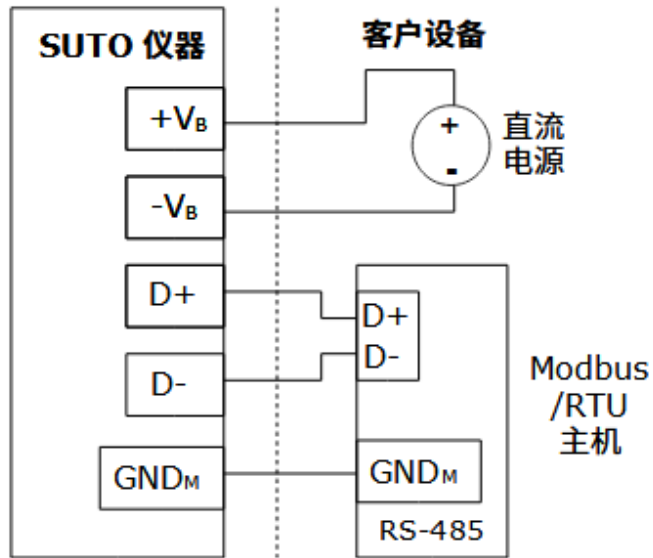 SUTO 仪器
客户设备
+VB
+
-
直流
电源
-VB
D+
D-
GNDM
D+
D-
GNDM
RS-485
Modbus
/RTU
主机